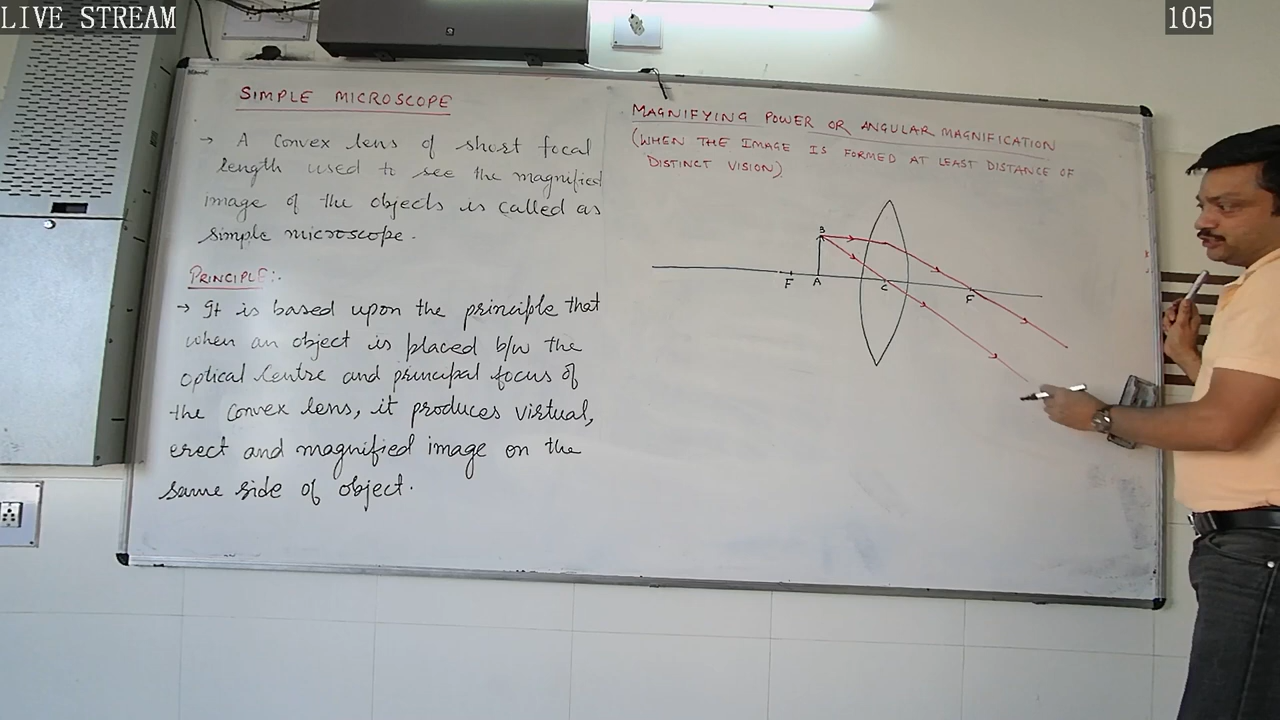 LIVE STREAM
105
SIMPLE MICROSCOPE
→ A Convex lens of short focal
length used to see the magnified
image of the objects is called as
simple microscope.
PRINCIPLE:-
→ It is based upon the principle that
when an object is placed b/w the
optical Centre and principal focus of
the Convex lens, it produces virtual,
erect and magnified image on the
same side of object.
MAGNIFYING POWER OR ANGULAR MAGNIFICATION
(WHEN THE IMAGE IS FORMED AT LEAST DISTANCE OF
DISTINCT VISION)
B
F A C F